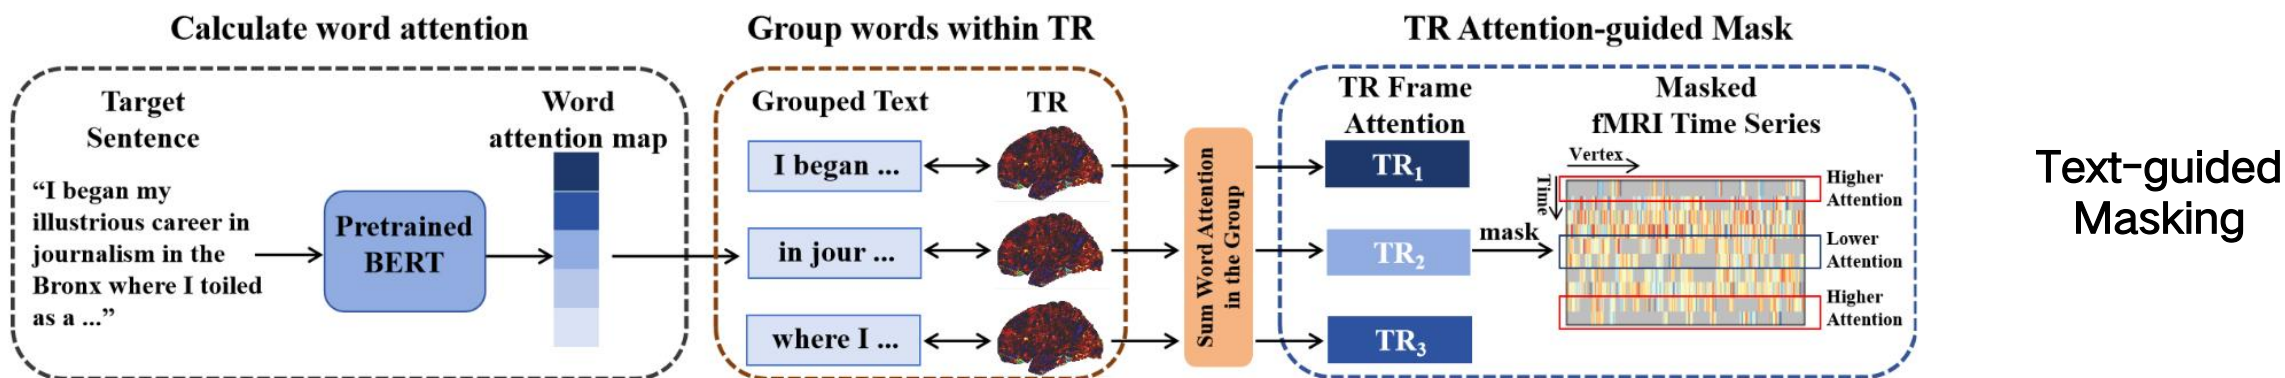 Calculate word attention
Target
Sentence
“I began my
illustrious career in
journalism in the
Bronx where I toiled
as a ...”
Pretrained
BERT
Word
attention map
Group words within TR
Grouped Text
TR
I began ...
in jour ...
where I ...
Sum Word Attention
in the Group
TR Attention-guided Mask
TR Frame
Attention
TR₁
TR₂
TR₃
mask
Masked
fMRI Time Series
Vertex
Time
Higher
Attention
Lower
Attention
Higher
Attention
Text-guided
Masking